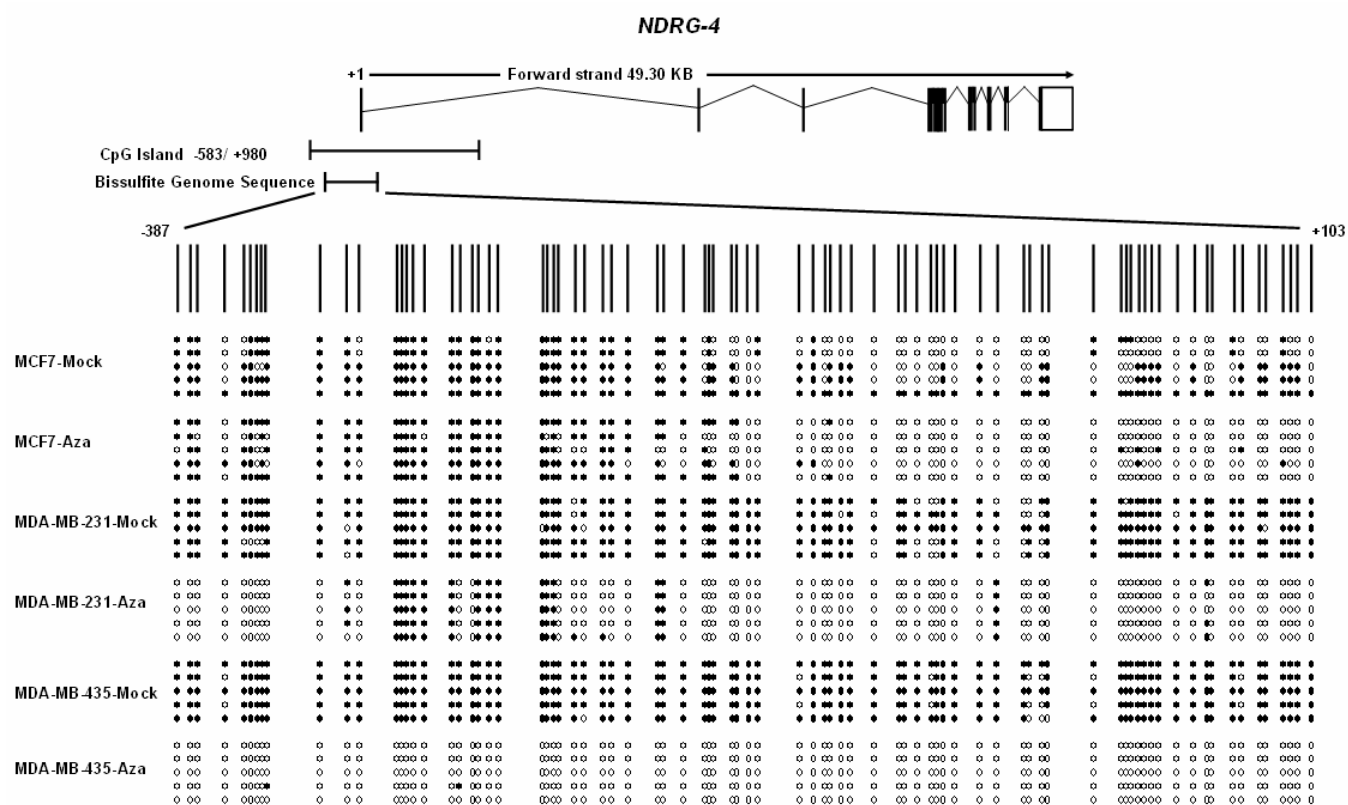 NDRG-4
+1 Forward strand 49.30 KB
CpG Island -583/ +980
Bissulfite Genome Sequence
-387 +103
MCF7-Mock
MCF7-Aza
MDA-MB-231-Mock
MDA-MB-231-Aza
MDA-MB-435-Mock
MDA-MB-435-Aza